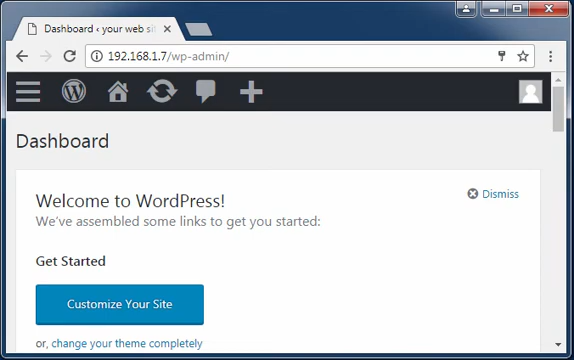 Dashboard ‹ your web si
192.168.1.7/wp-admin/
Dashboard
Welcome to WordPress!
Dismiss
We've assembled some links to get you started:
Get Started
Customize Your Site
or, change your theme completely